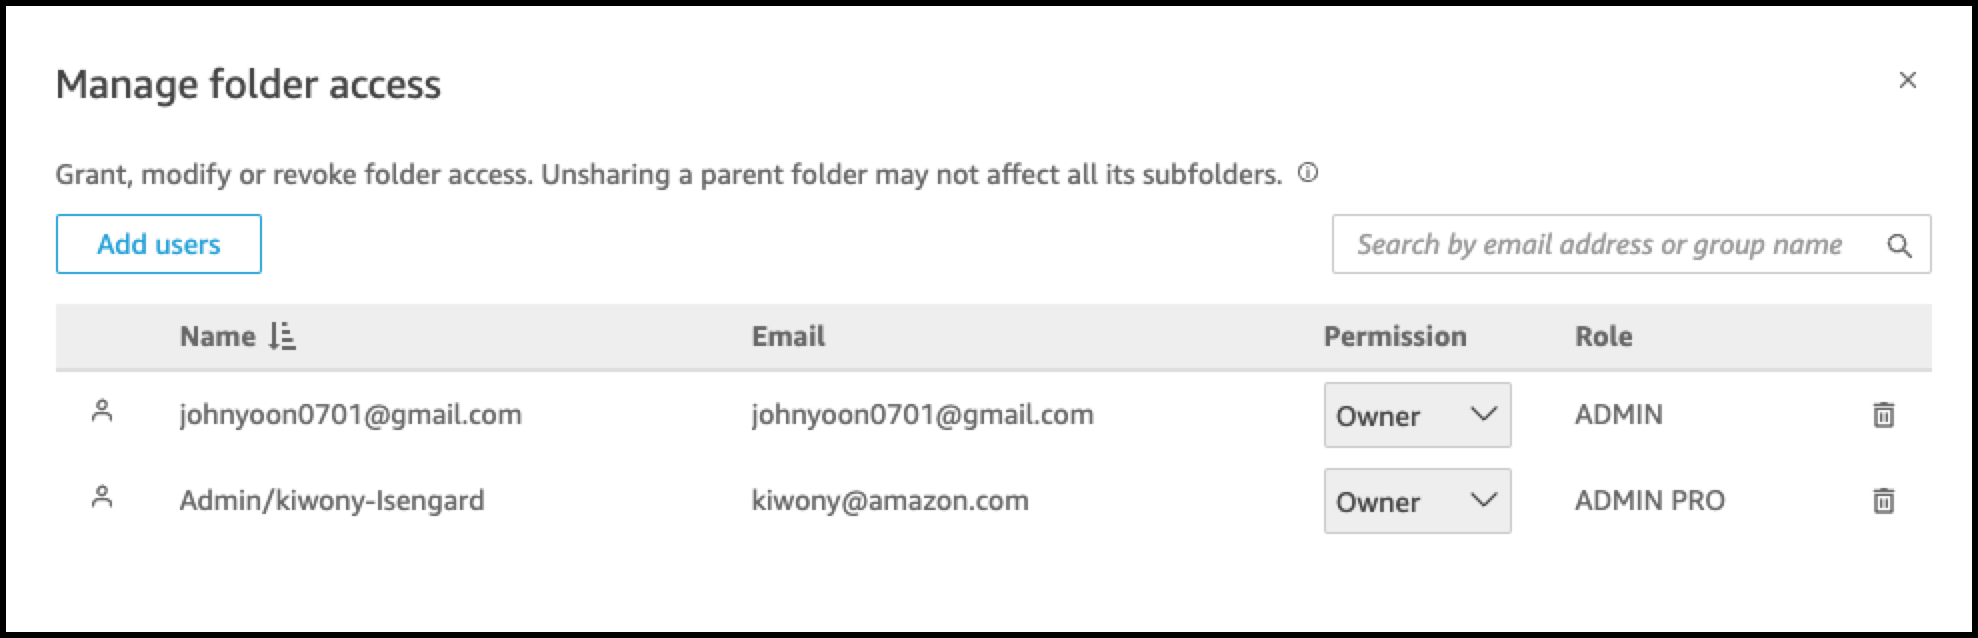 Manage folder access
Grant, modify or revoke folder access. Unsharing a parent folder may not affect all its subfolders.
Add users
Search by email address or group name
Name Email Permission Role
johnyoon0701@gmail.com johnyoon0701@gmail.com Owner ADMIN
Admin/kiwony-Isengard kiwony@amazon.com Owner ADMIN PRO